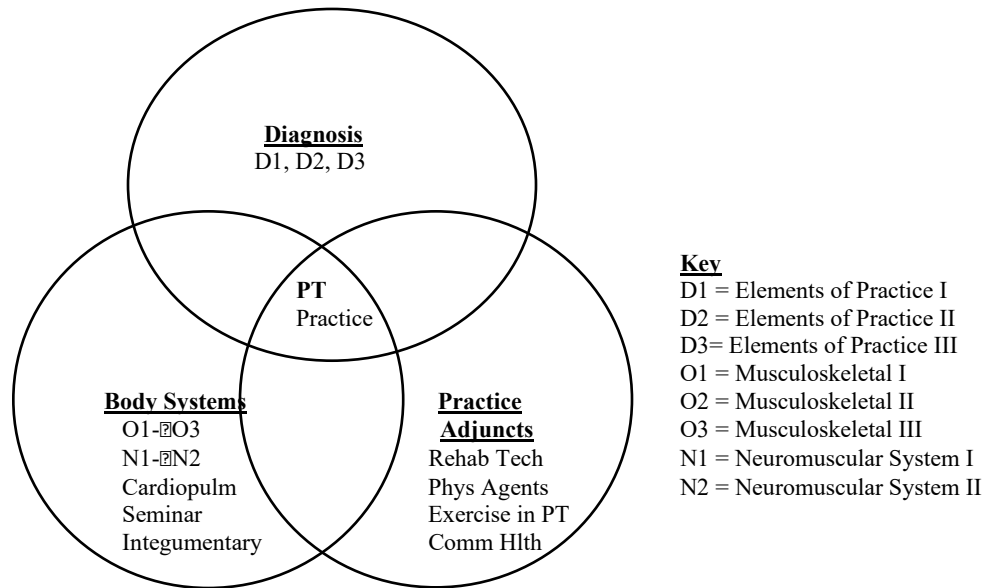 Diagnosis
D1, D2, D3
PT
Practice
Body Systems
O1-⍰O3
N1-⍰N2
Cardiopulm
Seminar
Integumentary
Practice
Adjuncts
Rehab Tech
Phys Agents
Exercise in PT
Comm Hlth
Key
D1 = Elements of Practice I
D2 = Elements of Practice II
D3= Elements of Practice III
O1 = Musculoskeletal I
O2 = Musculoskeletal II
O3 = Musculoskeletal III
N1 = Neuromuscular System I
N2 = Neuromuscular System II